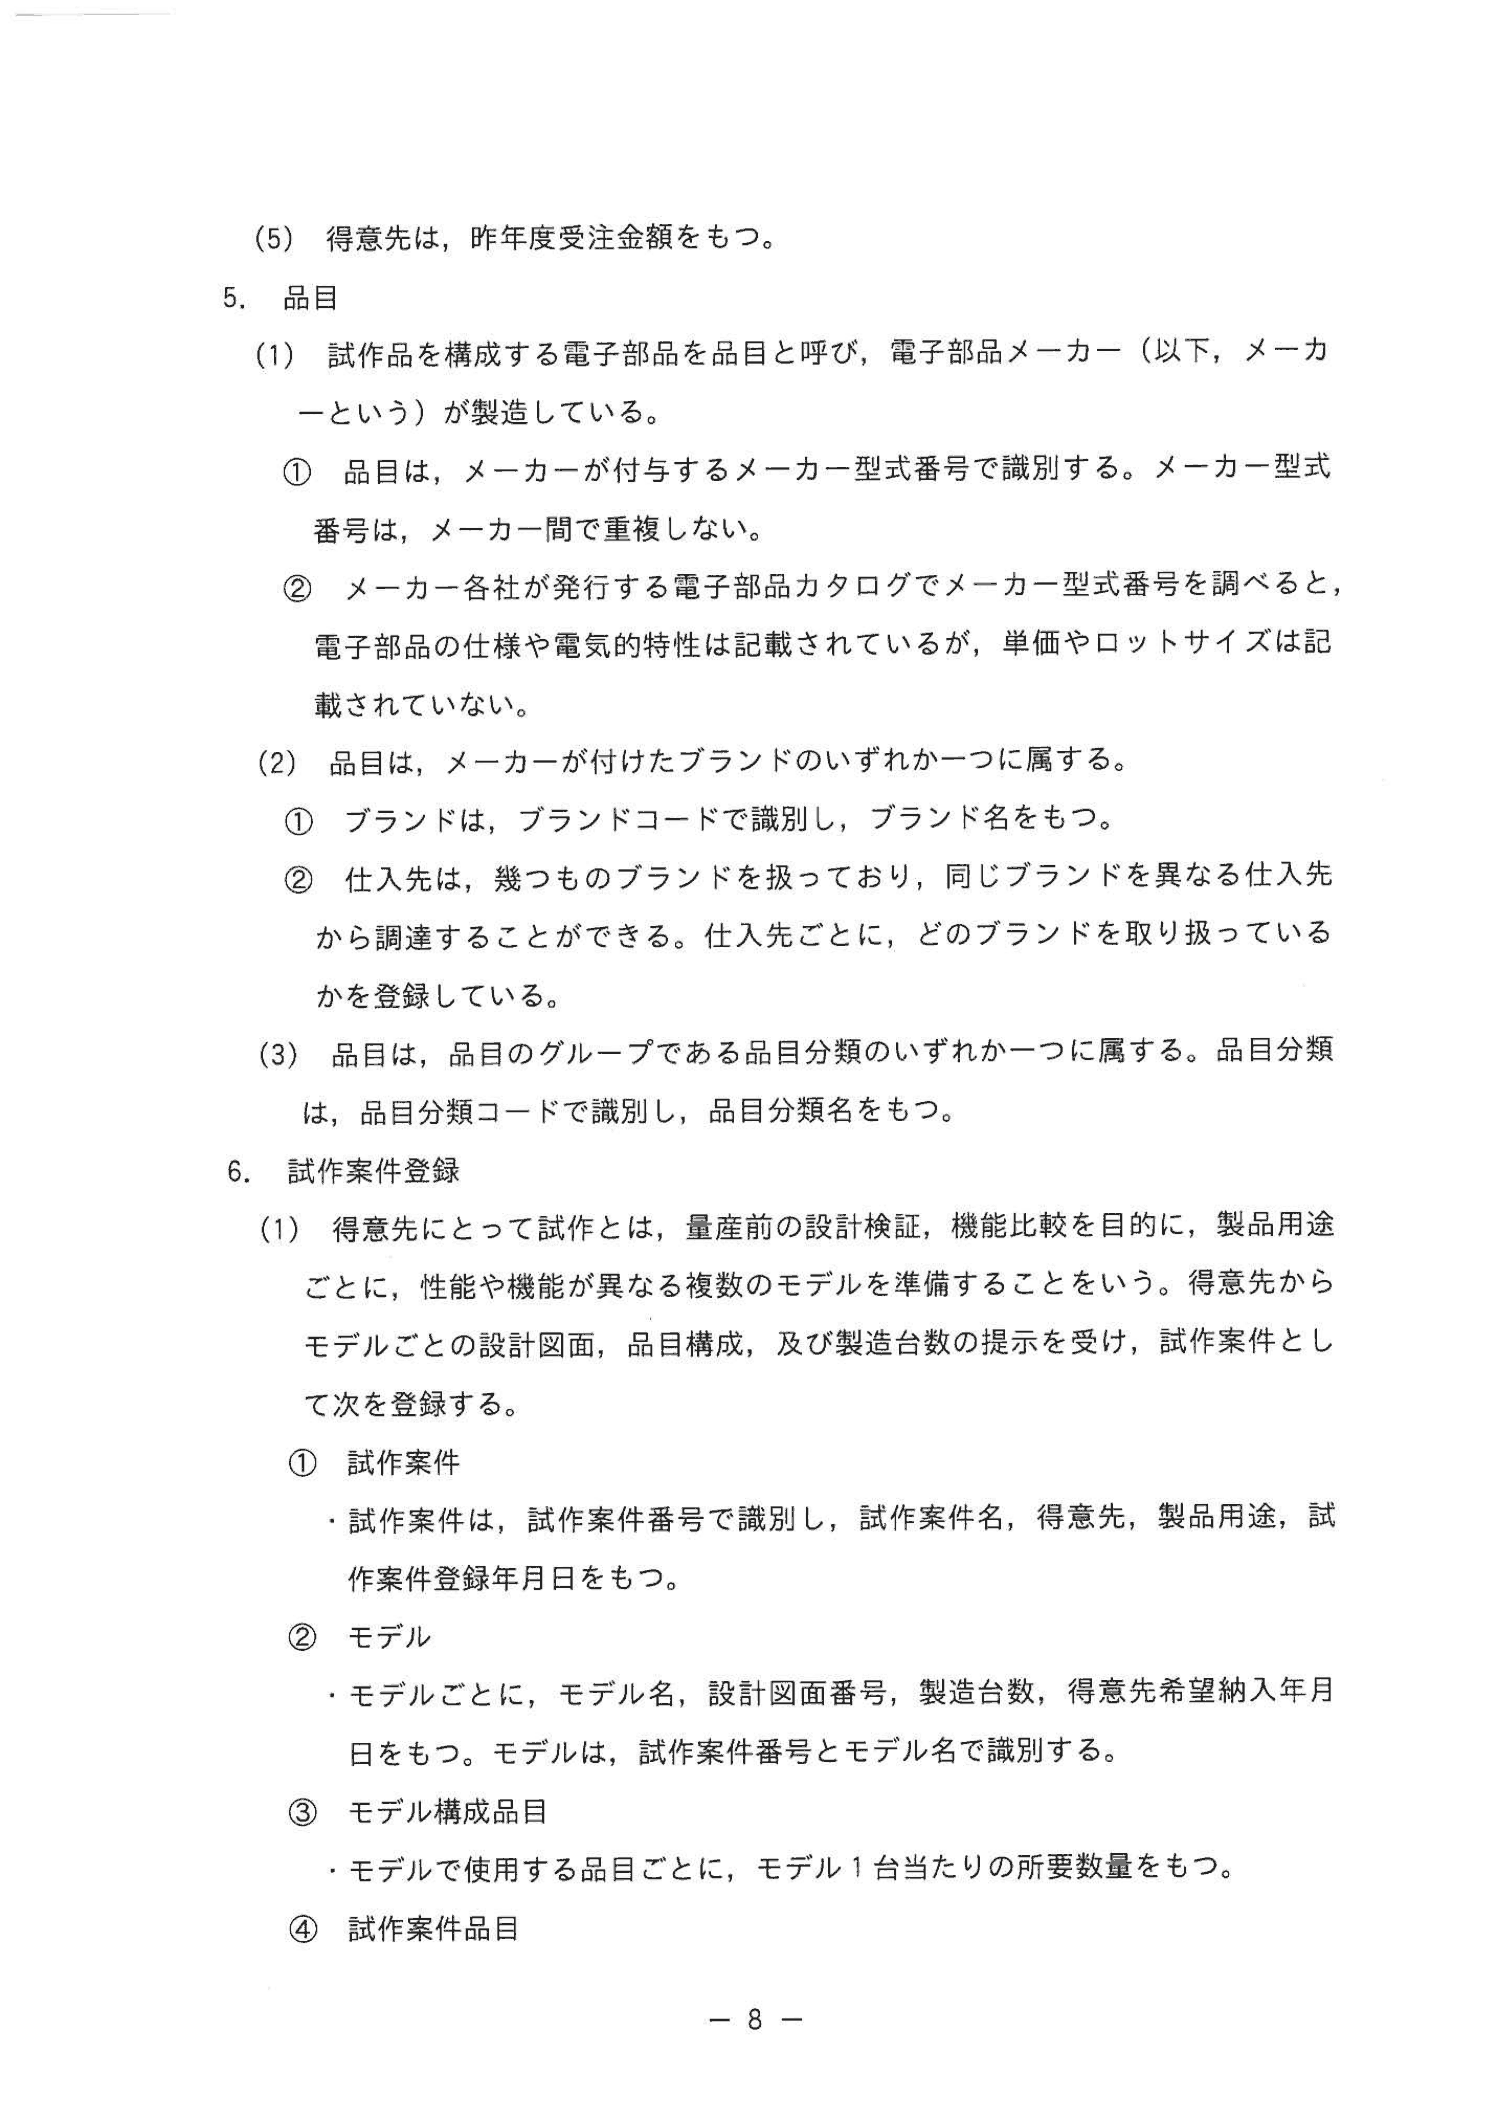 (5)　得意先は，昨年度受注金額をもつ。
5．　品目
(1)　試作品を構成する電子部品を品目と呼び，電子部品メーカー（以下，メーカ
ーという）が製造している。
①　品目は，メーカーが付与するメーカー型式番号で識別する。メーカー型式
番号は，メーカー間で重複しない。
②　メーカー各社が発行する電子部品カタログでメーカー型式番号を調べると，
電子部品の仕様や電気的特性は記載されているが，単価やロットサイズは記
載されていない。
(2)　品目は，メーカーが付けたブランドのいずれか一つに属する。
①　ブランドは，ブランドコードで識別し，ブランド名をもつ。
②　仕入先は，幾つものブランドを扱っており，同じブランドを異なる仕入先
から調達することができる。仕入先ごとに，どのブランドを取り扱っている
かを登録している。
(3)　品目は，品目のグループである品目分類のいずれか一つに属する。品目分類
は，品目分類コードで識別し，品目分類名をもつ。
6．　試作案件登録
(1)　得意先にとって試作とは，量産前の設計検証，機能比較を目的に，製品用途
ごとに，性能や機能が異なる複数のモデルを準備することをいう。得意先から
モデルごとの設計図面，品目構成，及び製造台数の提示を受け，試作案件とし
て次を登録する。
①　試作案件
・試作案件は，試作案件番号で識別し，試作案件名，得意先，製品用途，試
作案件登録年月日をもつ。
②　モデル
・モデルごとに，モデル名，設計図面番号，製造台数，得意先希望納入年月
日をもつ。モデルは，試作案件番号とモデル名で識別する。
③　モデル構成品目
・モデルで使用する品目ごとに，モデル1台当たりの所要数量をもつ。
④　試作案件品目
－ 8 －